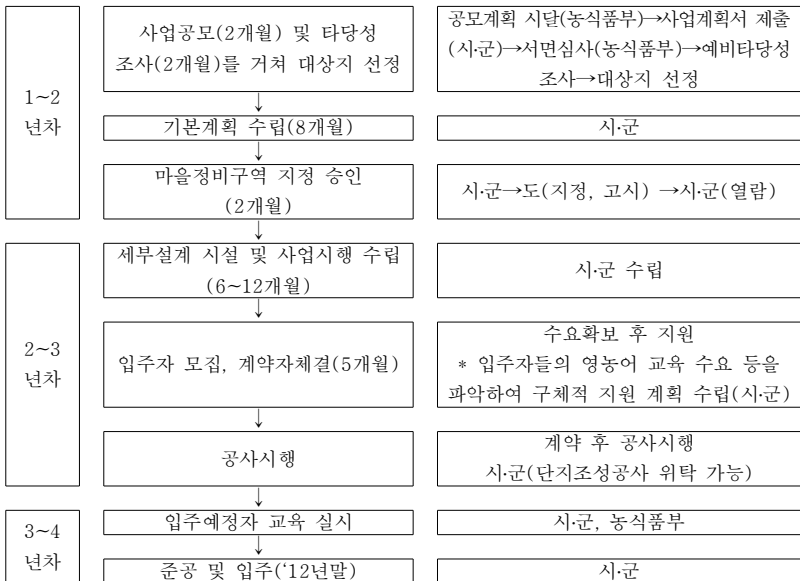 1~2
년차
사업공모(2개월) 및 타당성
조사(2개월)를 거쳐 대상지 선정
공모계획 시달(농식품부)→사업계획서 제출
(시·군)→서면심사(농식품부)→예비타당성
조사→대상지 선정
기본계획 수립(8개월)
시·군
마을정비구역 지정 승인
(2개월)
시·군→도(지정, 고시) →시·군(열람)
2~3
년차
세부설계 시설 및 사업시행 수립
(6~12개월)
시·군 수립
입주자 모집, 계약자체결(5개월)
수요확보 후 지원
* 입주자들의 영농어 교육 수요 등을
파악하여 구체적 지원 계획 수립(시·군)
공사시행
계약 후 공사시행
시·군(단지조성공사 위탁 가능)
3~4
년차
입주예정자 교육 실시
시·군, 농식품부
준공 및 입주(‘12년말)
시·군